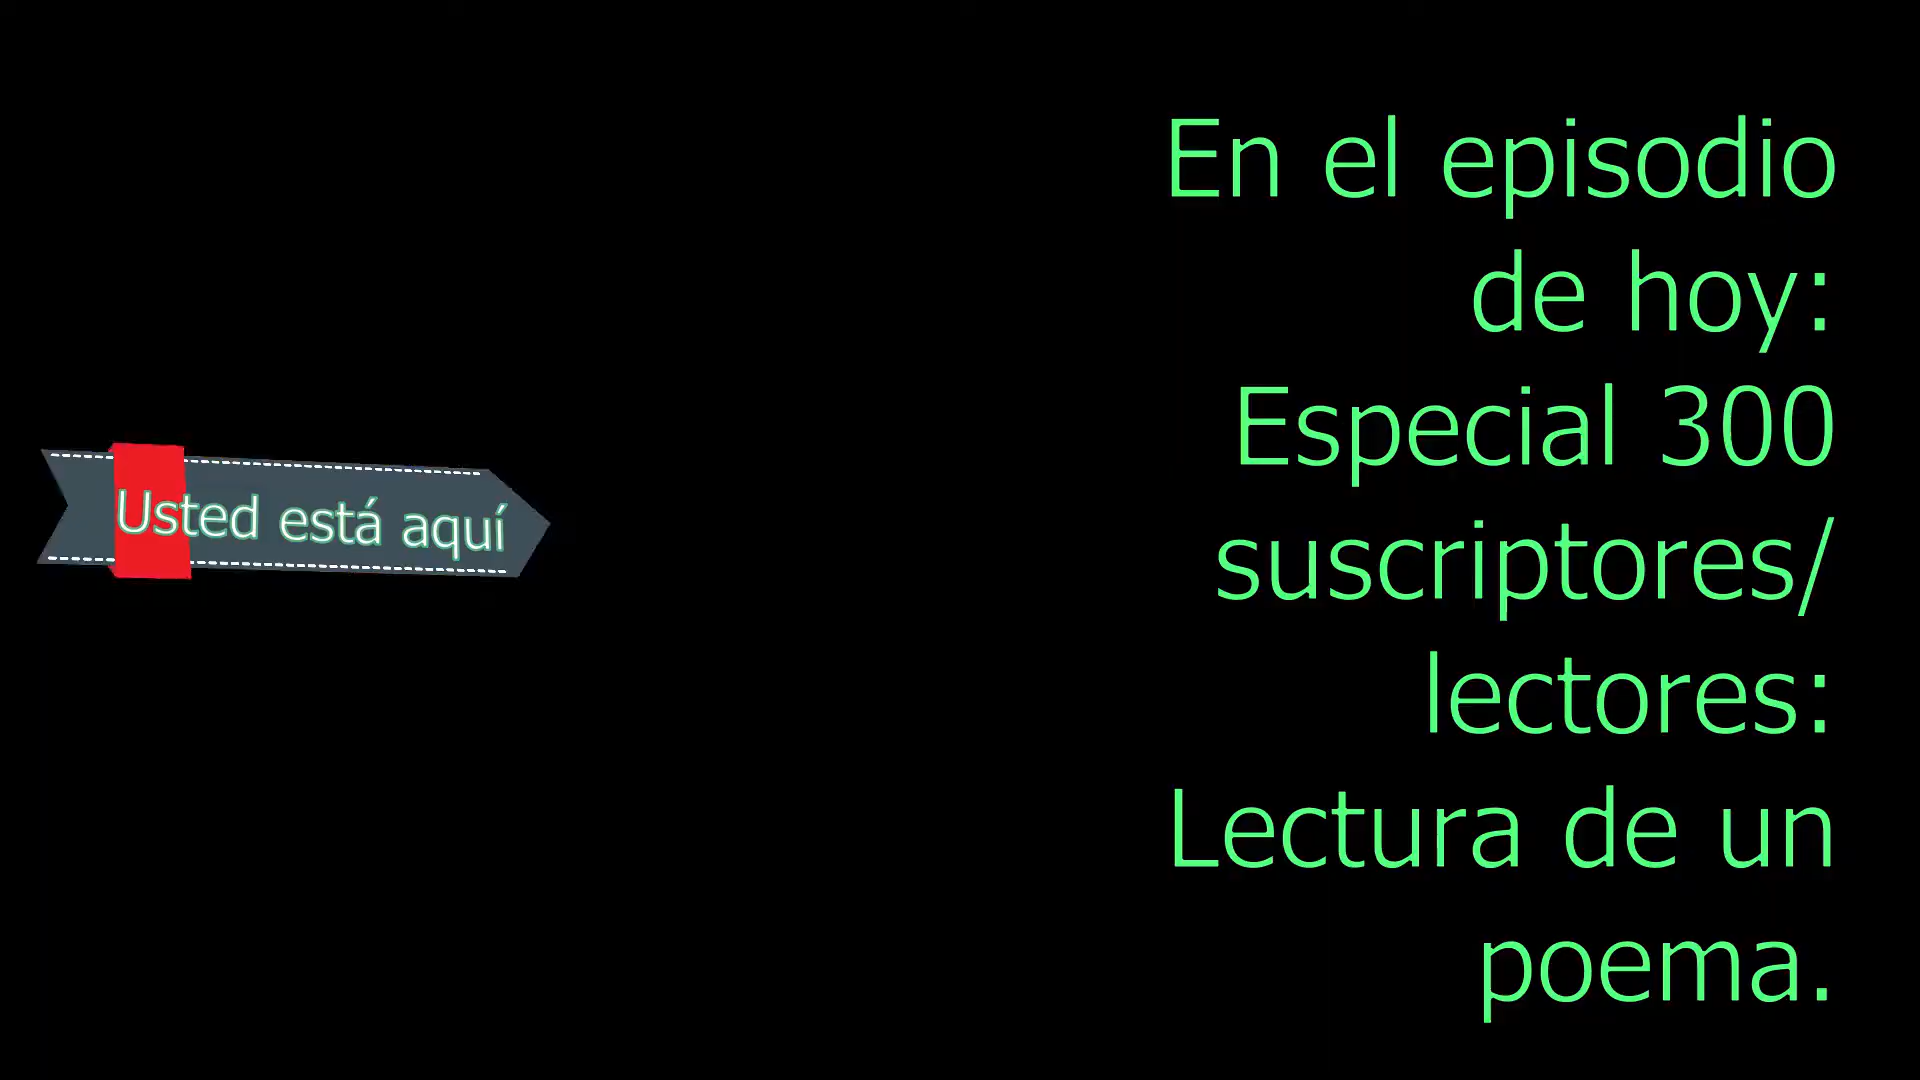 Usted está aquí
En el episodio
de hoy:
Especial 300
suscriptores/
lectores:
Lectura de un
poema.